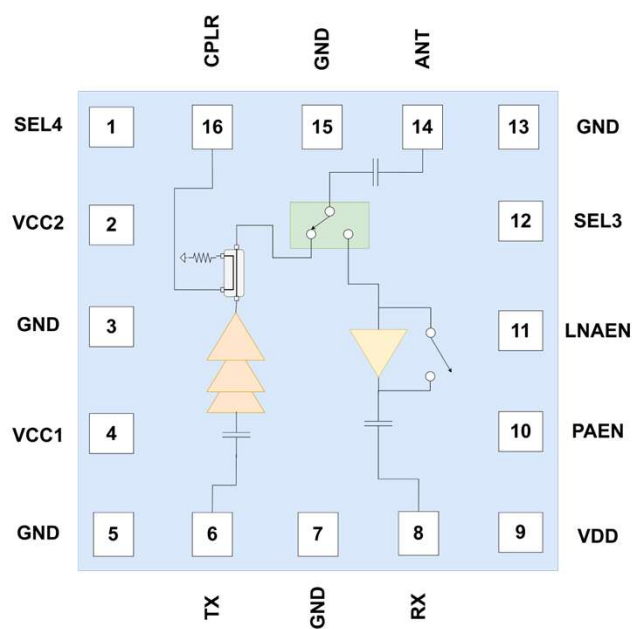 CPLR
GND
ANT
SEL4
1
16
15
14
13
GND
VCC2
2
12
SEL3
GND
3
11
LNAEN
VCC1
4
10
PAEN
GND
5
6
7
8
9
VDD
TX
GND
RX